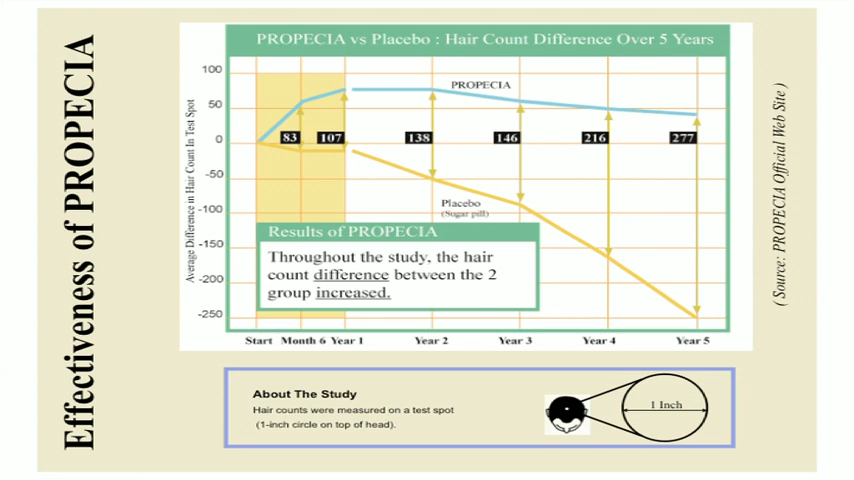 Effectiveness of PROPECIA
PROPECIA vs Placebo : Hair Count Difference Over 5 Years
Average Difference in Hair Count In Test Spot
100
50
0
-50
-100
-150
-200
-250
PROPECIA
83
107
138
146
216
277
Placebo
(Sugar pill)
Results of PROPECIA
Throughout the study, the hair
count difference between the 2
group increased.
Start Month 6 Year 1 Year 2 Year 3 Year 4 Year 5
( Source: PROPECIA Official Web Site )
About The Study
Hair counts were measured on a test spot
(1-inch circle on top of head).
1 Inch